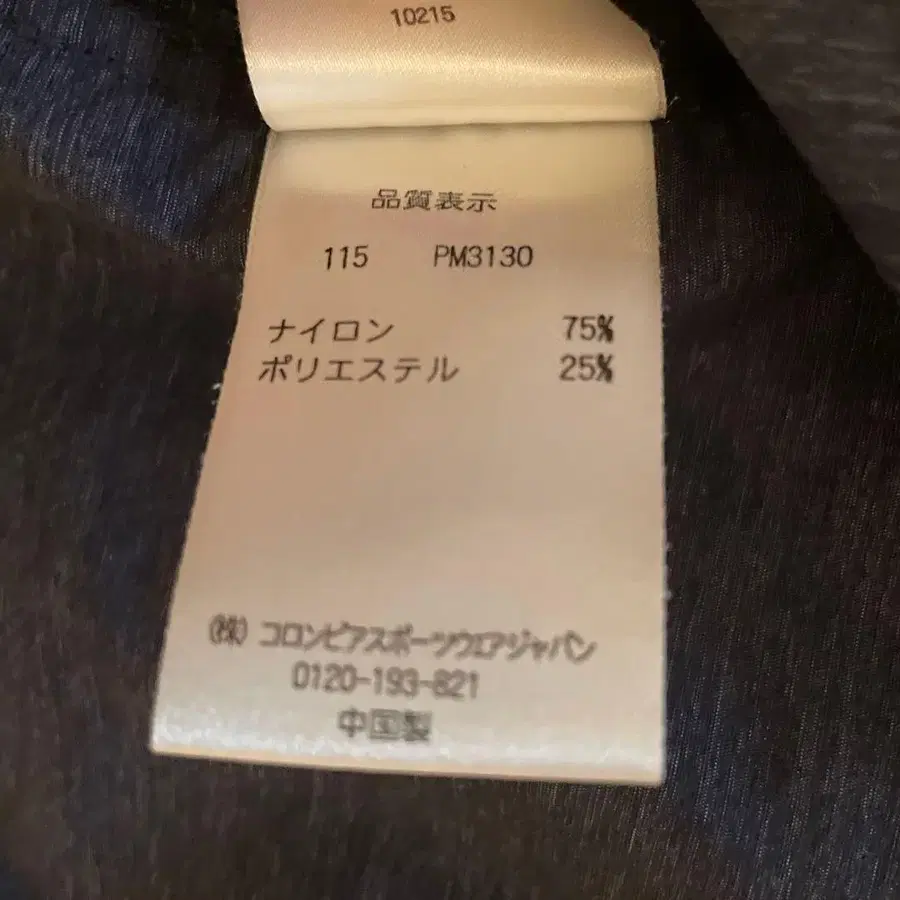 10215
品質表示
115 PM3130
ナイロン 75%
ポリエステル 25%
㈱ コロンビアスポーツウエアジャパン
0120-193-821
中国製